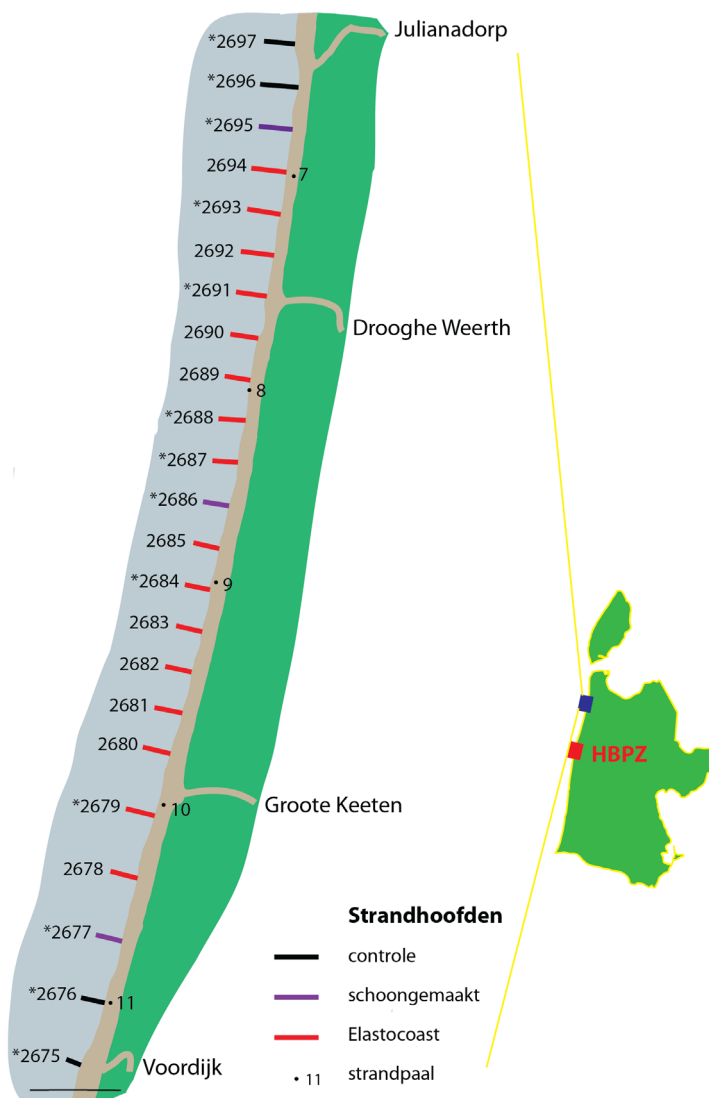 Julianadorp
*2697
*2696
*2695
2694
7
*2693
2692
*2691
Drooghe Weerth
2690
2689
8
*2688
*2687
*2686
2685
*2684
9
2683
2682
2681
2680
HBPZ
*2679
10
Groote Keeten
2678
*2677
*2676
11
*2675
Voordijk
Strandhoofden
controle
schoongemaakt
Elastocoast
11 strandpaal